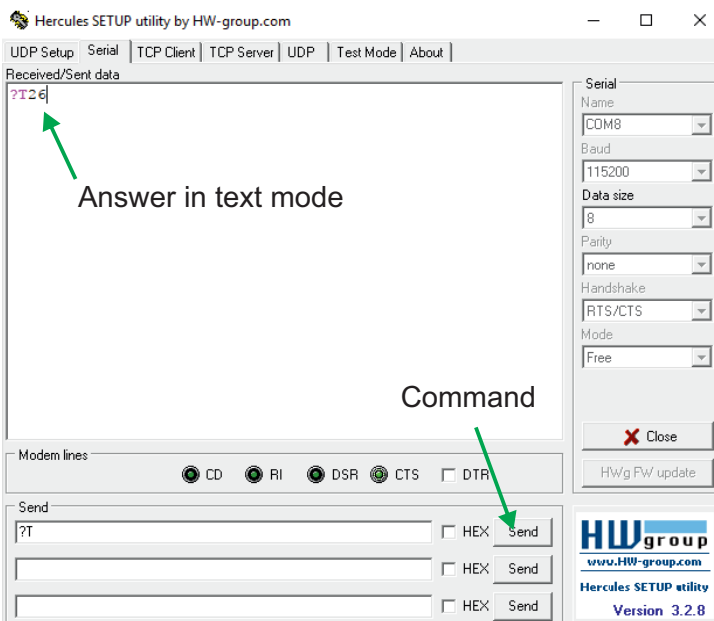 Hercules SETUP utility by HW-group.com
UDP Setup Serial TCP Client TCP Server UDP Test Mode About
Received/Sent data
?T26
Answer in text mode
Serial
Name
COM8
Baud
115200
Data size
8
Parity
none
Handshake
RTS/CTS
Mode
Free
Command
Close
HWg FW update
Modem lines
CD RI DSR CTS DTR
Send
?T HEX Send
HEX Send
HEX Send
HW group
www.HW-group.com
Hercules SETUP utility
Version 3.2.8